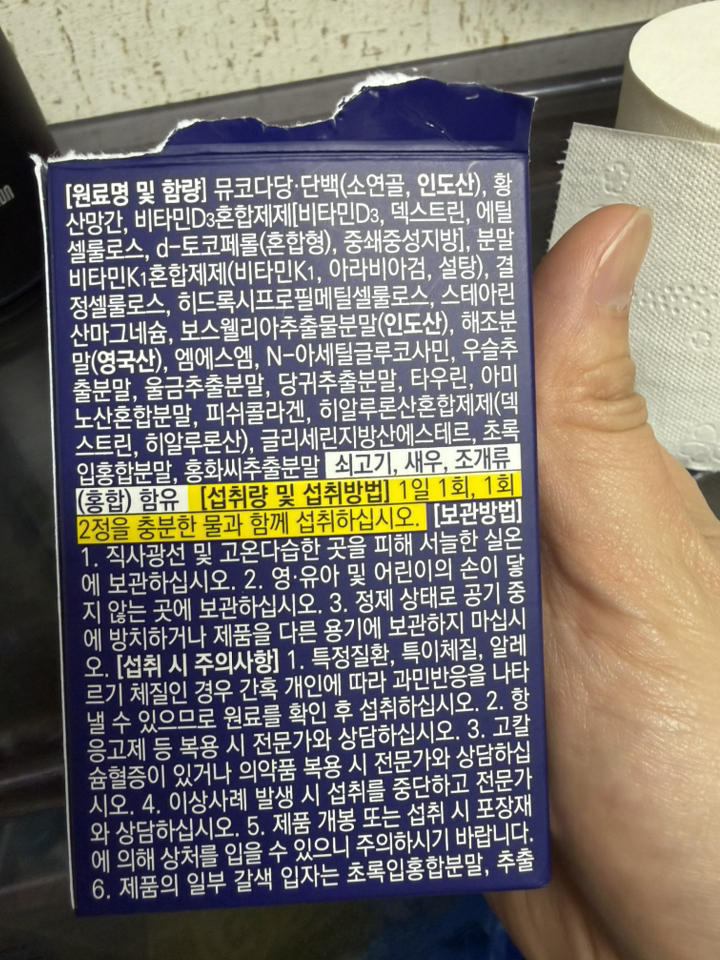 [원료명 및 함량] 뮤코다당·단백(소연골, 인도산), 황
산망간, 비타민D3혼합제제[비타민D3, 덱스트린, 에틸
셀룰로스, d-토코페롤(혼합형), 중쇄중성지방], 분말
비타민K1혼합제제(비타민K1, 아라비아검, 설탕), 결
정셀룰로스, 히드록시프로필메틸셀룰로스, 스테아린
산마그네슘, 보스웰리아추출물분말(인도산), 해조분
말(영국산), 엠에스엠, N-아세틸글루코사민, 우슬추
출분말, 울금추출분말, 당귀추출분말, 타우린, 아미
노산혼합분말, 피쉬콜라겐, 히알루론산혼합제제(덱
스트린, 히알루론산), 글리세린지방산에스테르, 초록
입홍합분말, 홍화씨추출분말 쇠고기, 새우, 조개류
(홍합) 함유 [섭취량 및 섭취방법] 1일 1회, 1회
2정을 충분한 물과 함께 섭취하십시오. [보관방법]
1. 직사광선 및 고온다습한 곳을 피해 서늘한 실온
에 보관하십시오. 2. 영·유아 및 어린이의 손이 닿
지 않는 곳에 보관하십시오. 3. 정제 상태로 공기 중
에 방치하거나 제품을 다른 용기에 보관하지 마십시
오. [섭취 시 주의사항] 1. 특정질환, 특이체질, 알레
르기 체질인 경우 간혹 개인에 따라 과민반응을 나타
낼 수 있으므로 원료를 확인 후 섭취하십시오. 2. 항
응고제 등 복용 시 전문가와 상담하십시오. 3. 고칼
슘혈증이 있거나 의약품 복용 시 전문가와 상담하십
시오. 4. 이상사례 발생 시 섭취를 중단하고 전문가
와 상담하십시오. 5. 제품 개봉 또는 섭취 시 포장재
에 의해 상처를 입을 수 있으니 주의하시기 바랍니다.
6. 제품의 일부 갈색 입자는 초록입홍합분말, 추출